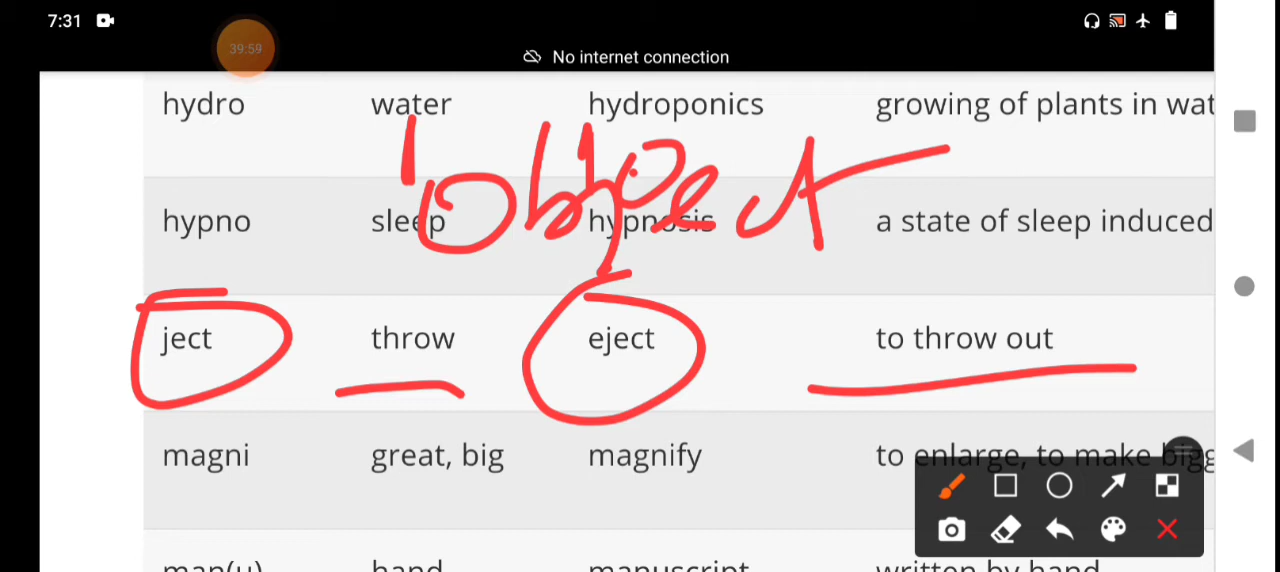 7:31
39:59
No internet connection
hydro water hydroponics growing of plants in wat
object
hypno sleep hypnosis a state of sleep induced
ject throw eject to throw out
magni great, big magnify to enlarge, to make bigg
man(u) hand manuscript written by hand